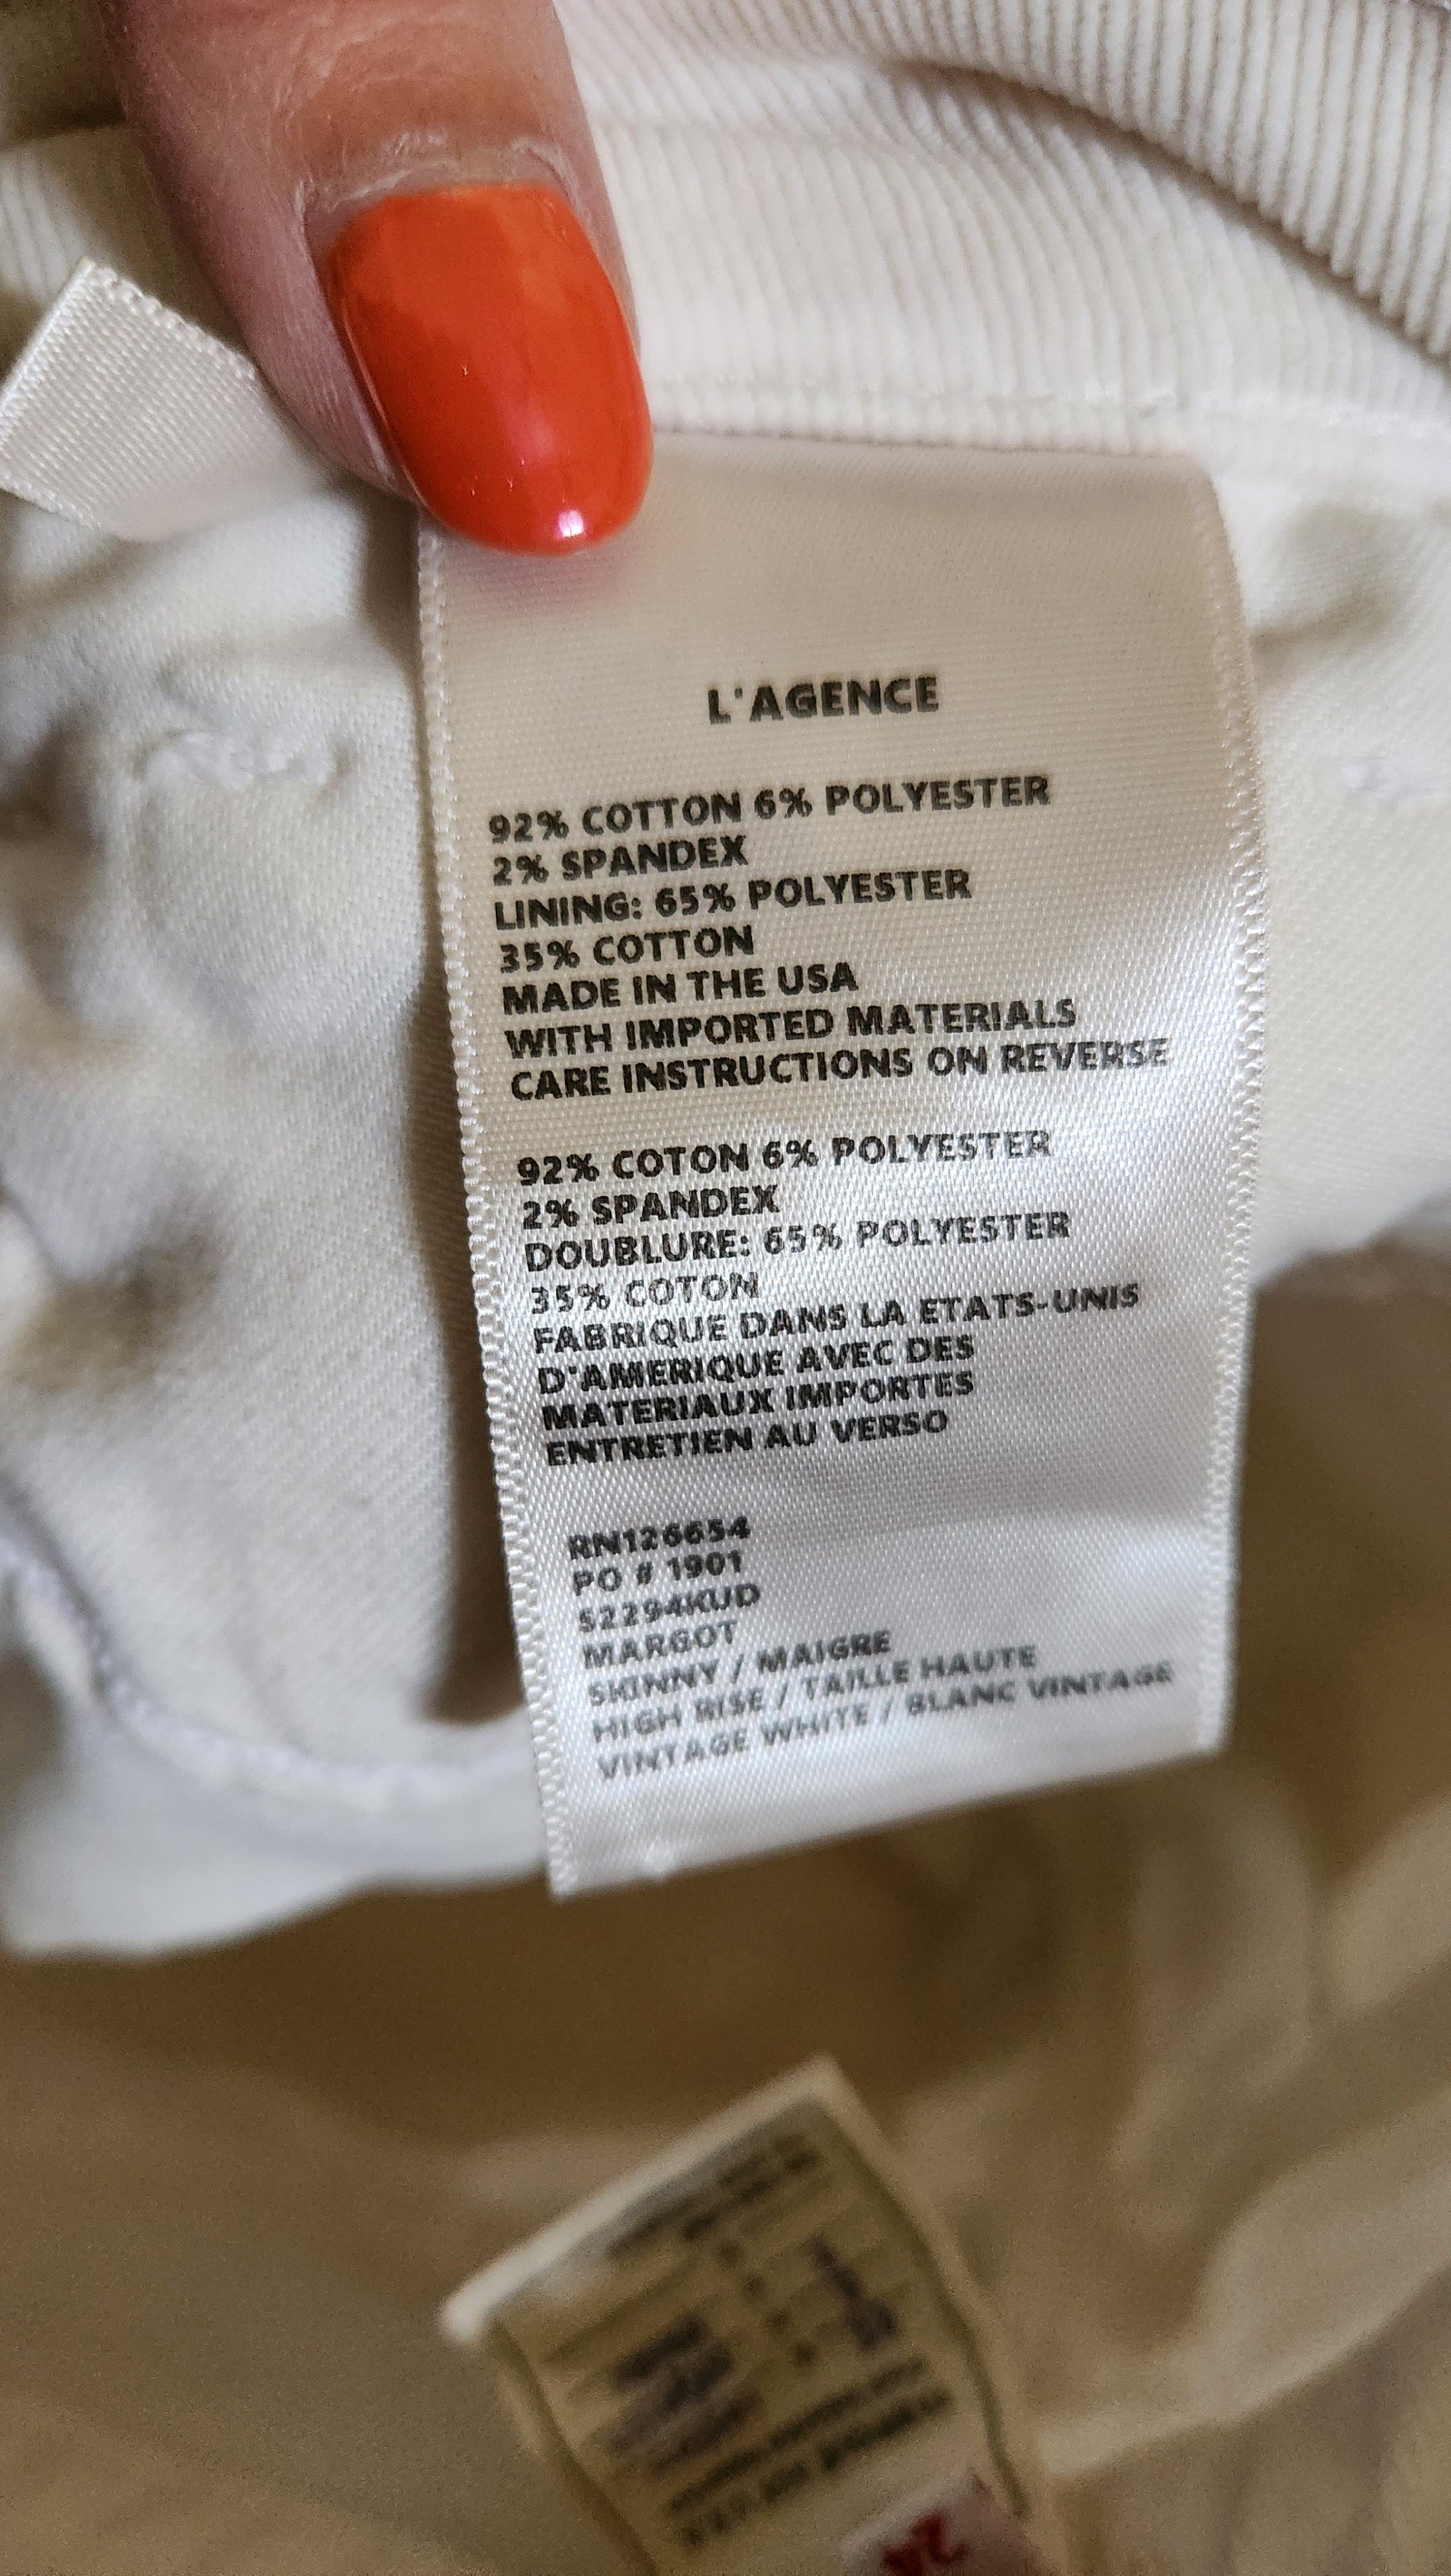 L'AGENCE
92% COTTON 6% POLYESTER
2% SPANDEX
LINING: 65% POLYESTER
35% COTTON
MADE IN THE USA
WITH IMPORTED MATERIALS
CARE INSTRUCTIONS ON REVERSE
92% COTON 6% POLYESTER
2% SPANDEX
DOUBLURE: 65% POLYESTER
35% COTON
FABRIQUE DANS LA ETATS-UNIS
D'AMERIQUE AVEC DES
MATERIAUX IMPORTES
ENTRETIEN AU VERSO
RN126654
PO # 1901
52294KUD
MARGOT
SKINNY / MAIGRE
HIGH RISE / TAILLE HAUTE
VINTAGE WHITE / BLANC VINTAGE